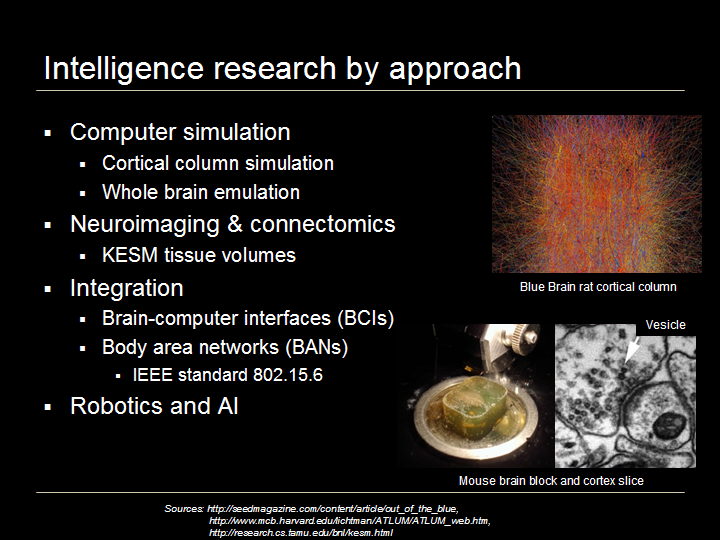 Intelligence research by approach
▪ Computer simulation
▪ Cortical column simulation
▪ Whole brain emulation
▪ Neuroimaging & connectomics
▪ KESM tissue volumes
▪ Integration
▪ Brain-computer interfaces (BCIs)
▪ Body area networks (BANs)
▪ IEEE standard 802.15.6
▪ Robotics and AI
Blue Brain rat cortical column
Vesicle
Mouse brain block and cortex slice
Sources: http://seedmagazine.com/content/article/out_of_the_blue,
http://www.mcb.harvard.edu/lichtman/ATLUM/ATLUM_web.htm,
http://research.cs.tamu.edu/bnl/kesm.html